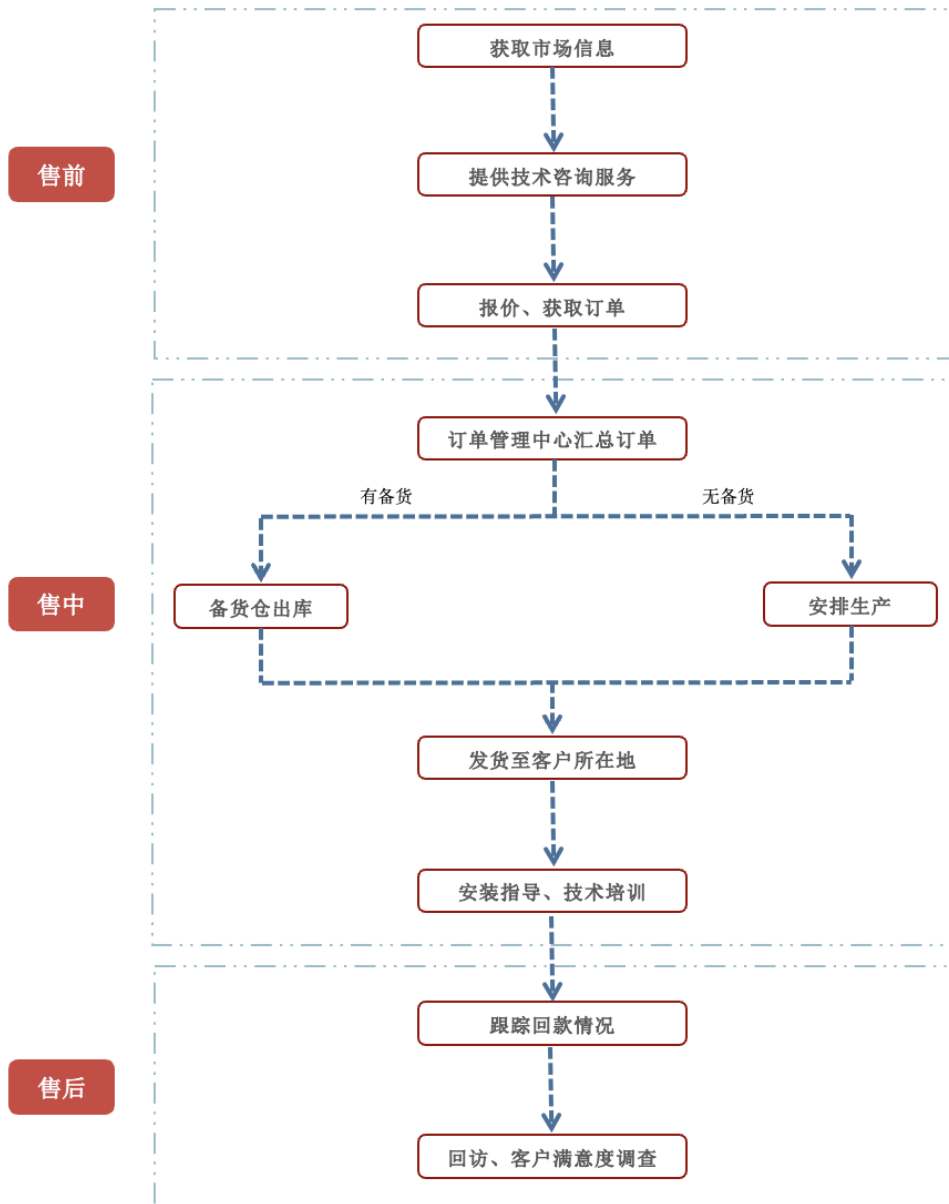 获取市场信息
售前
提供技术咨询服务
报价、获取订单
订单管理中心汇总订单
有备货
无备货
售中
备货仓出库
安排生产
发货至客户所在地
安装指导、技术培训
跟踪回款情况
售后
回访、客户满意度调查